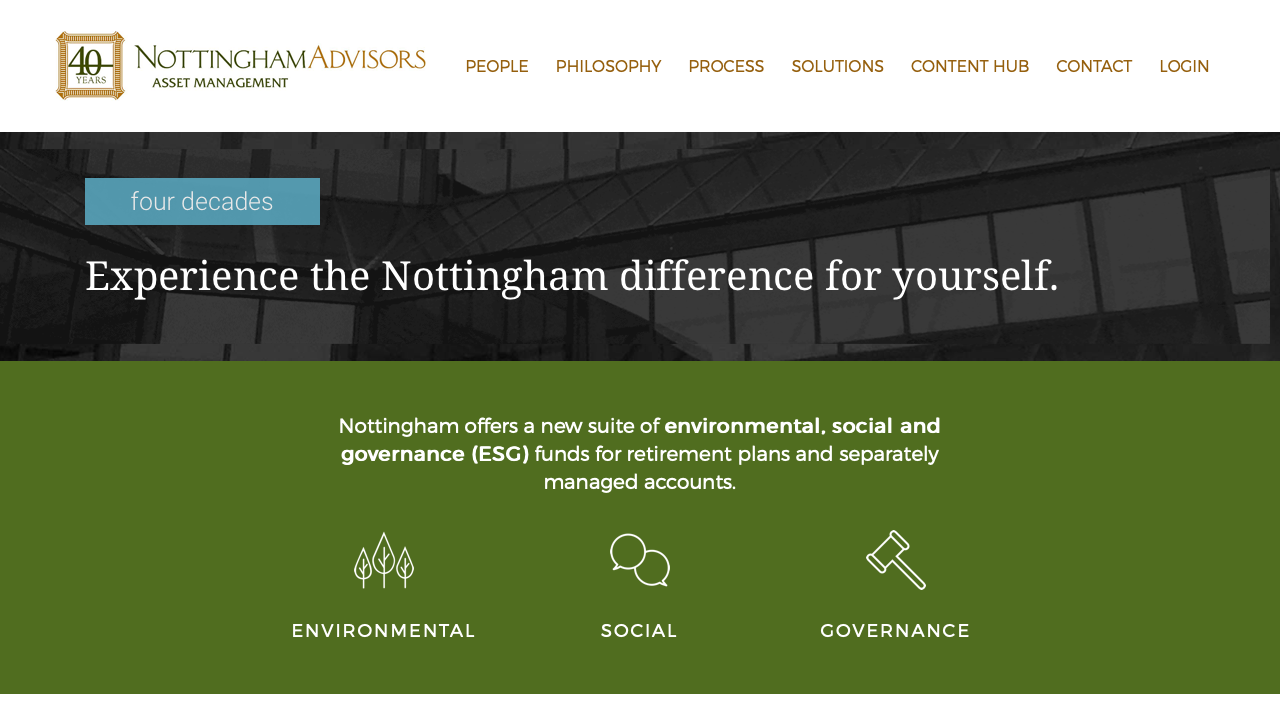 40
YEARS
NOTTINGHAM ADVISORS
ASSET MANAGEMENT
PEOPLE PHILOSOPHY PROCESS SOLUTIONS CONTENT HUB CONTACT LOGIN
four decades
Experience the Nottingham difference for yourself.
Nottingham offers a new suite of environmental, social and
governance (ESG) funds for retirement plans and separately
managed accounts.
ENVIRONMENTAL SOCIAL GOVERNANCE